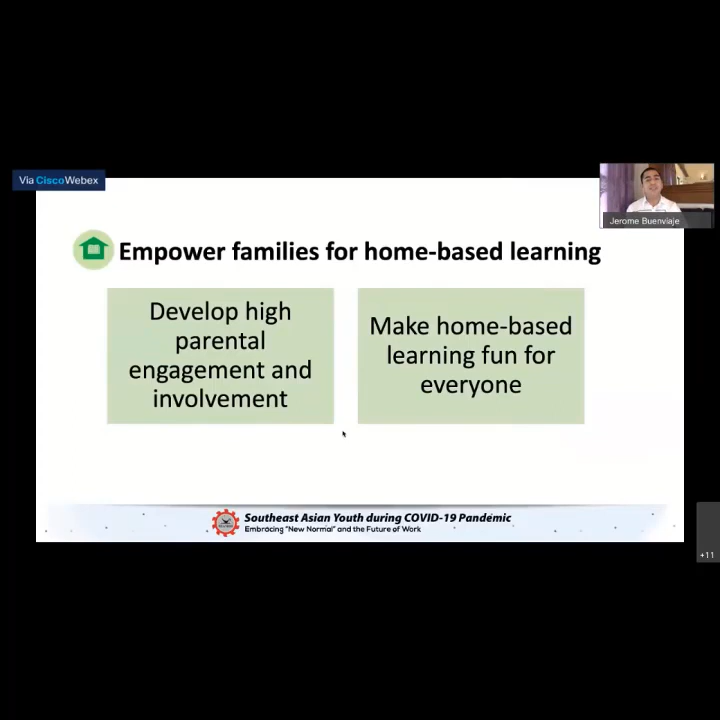 Via CiscoWebex
Jerome Buenviaje
Empower families for home-based learning
Develop high
parental
engagement and
involvement
Make home-based
learning fun for
everyone
Southeast Asian Youth during COVID-19 Pandemic
Embracing "New Normal" and the Future of Work
+11